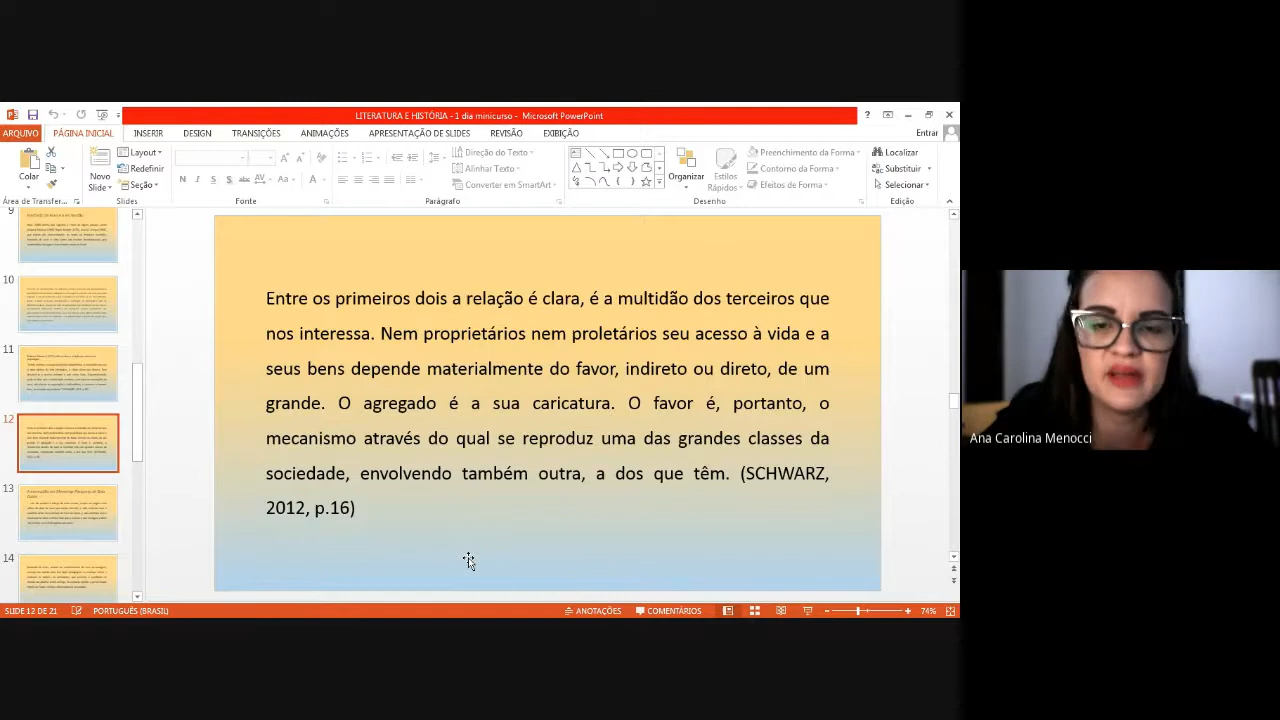 LITERATURA E HISTÓRIA - 1 dia minicurso - Microsoft PowerPoint
ARQUIVO PÁGINA INICIAL INSERIR DESIGN TRANSIÇÕES ANIMAÇÕES APRESENTAÇÃO DE SLIDES REVISÃO EXIBIÇÃO Entrar
Colar
Novo Slide
Layout
Redefinir
Seção
N I S S abc AV Aa A
Direção do Texto
Alinhar Texto
Converter em SmartArt
Organizar
Estilos Rápidos
Preenchimento da Forma
Contorno da Forma
Efeitos de Forma
Localizar
Substituir
Selecionar
Área de Transfer... Slides Fonte Parágrafo Desenho Edição
9
10
11
12
13
14
Entre os primeiros dois a relação é clara, é a multidão dos terceiros que
nos interessa. Nem proprietários nem proletários seu acesso à vida e a
seus bens depende materialmente do favor, indireto ou direto, de um
grande. O agregado é a sua caricatura. O favor é, portanto, o
mecanismo através do qual se reproduz uma das grandes classes da
sociedade, envolvendo também outra, a dos que têm. (SCHWARZ,
2012, p.16)
Ana Carolina Menocci
SLIDE 12 DE 21 PORTUGUÊS (BRASIL) ANOTAÇÕES COMENTÁRIOS 74%